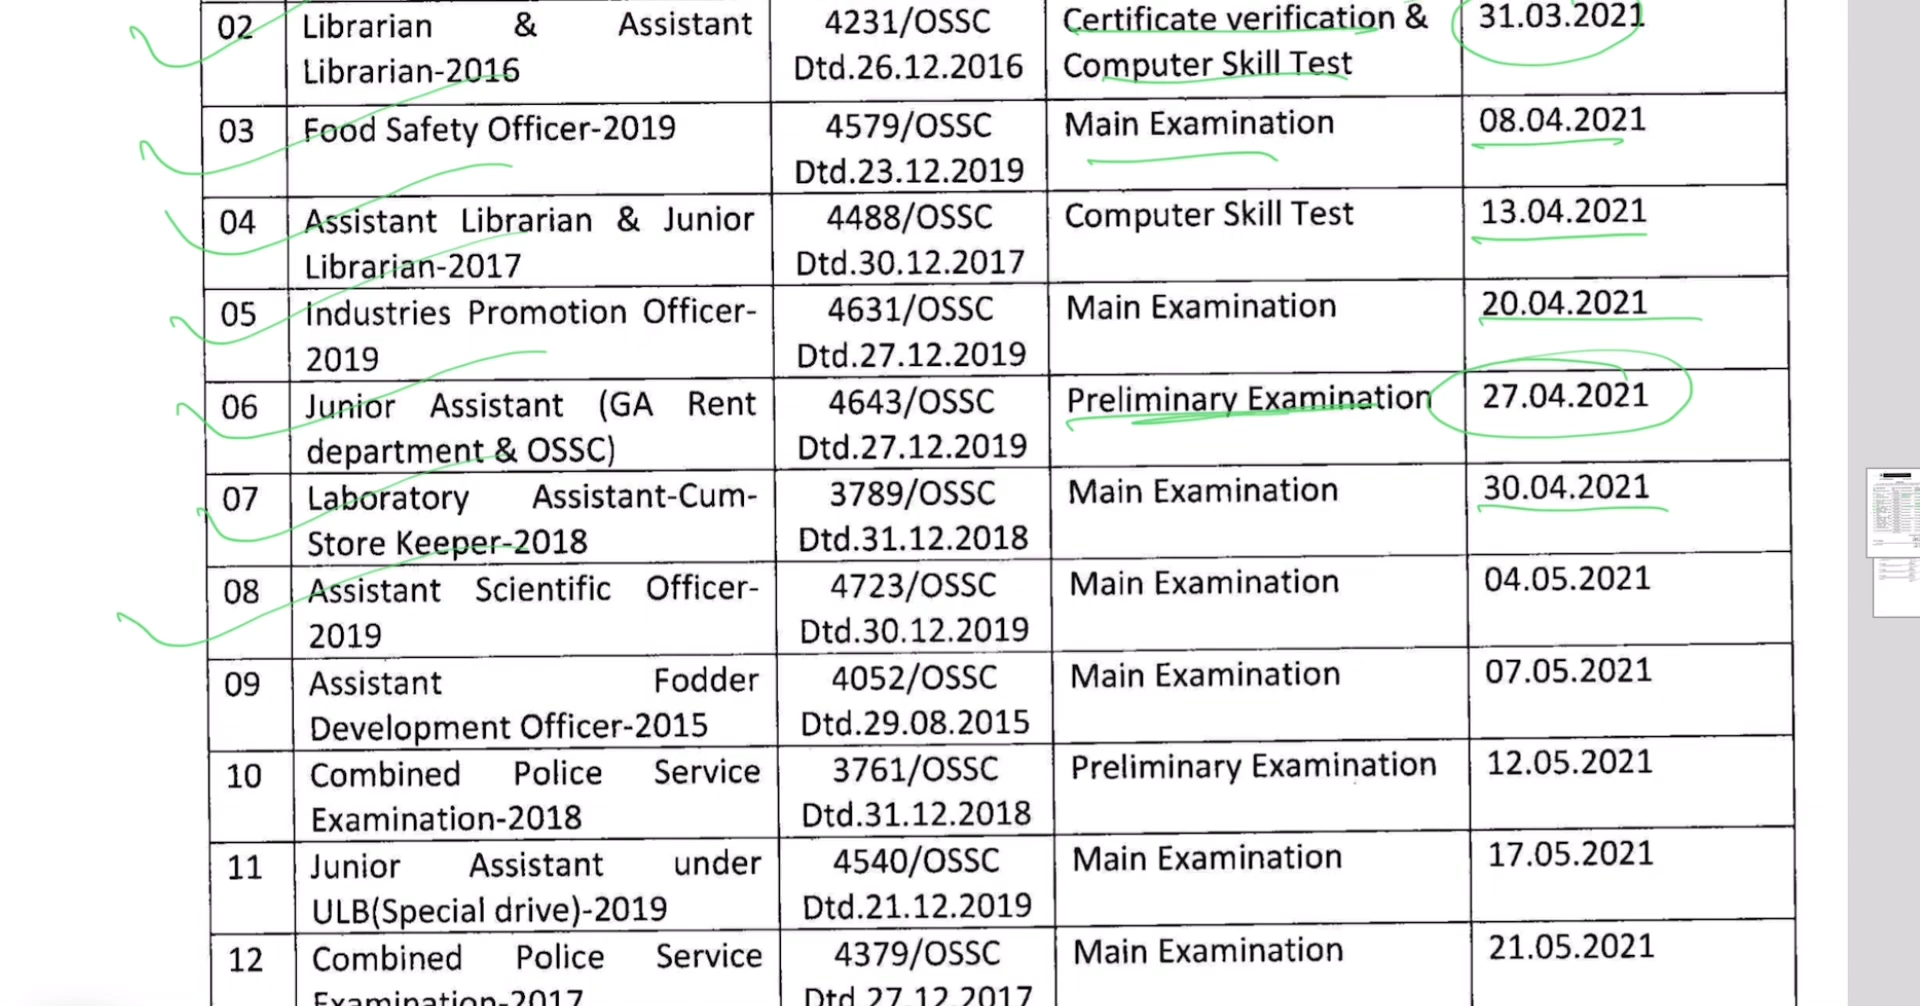 02 Librarian & Assistant 4231/OSSC Certificate verification & 31.03.2021
Librarian-2016 Dtd.26.12.2016 Computer Skill Test
03 Food Safety Officer-2019 4579/OSSC Main Examination 08.04.2021
Dtd.23.12.2019
04 Assistant Librarian & Junior 4488/OSSC Computer Skill Test 13.04.2021
Librarian-2017 Dtd.30.12.2017
05 Industries Promotion Officer- 4631/OSSC Main Examination 20.04.2021
2019 Dtd.27.12.2019
06 Junior Assistant (GA Rent 4643/OSSC Preliminary Examination 27.04.2021
department & OSSC) Dtd.27.12.2019
07 Laboratory Assistant-Cum- 3789/OSSC Main Examination 30.04.2021
Store Keeper-2018 Dtd.31.12.2018
08 Assistant Scientific Officer- 4723/OSSC Main Examination 04.05.2021
2019 Dtd.30.12.2019
09 Assistant Fodder 4052/OSSC Main Examination 07.05.2021
Development Officer-2015 Dtd.29.08.2015
10 Combined Police Service 3761/OSSC Preliminary Examination 12.05.2021
Examination-2018 Dtd.31.12.2018
11 Junior Assistant under 4540/OSSC Main Examination 17.05.2021
ULB(Special drive)-2019 Dtd.21.12.2019
12 Combined Police Service 4379/OSSC Main Examination 21.05.2021
Examination-2017 Dtd.27.12.2017